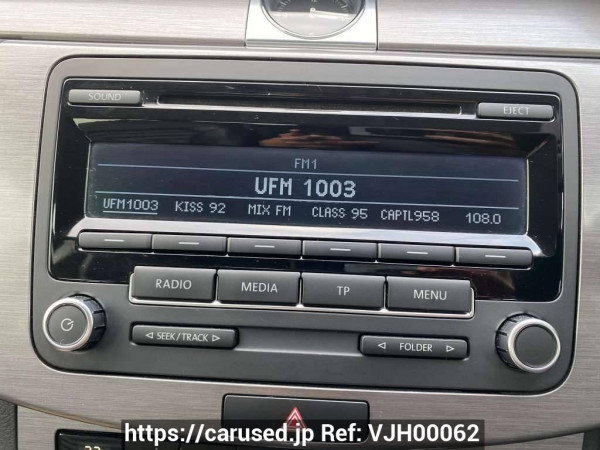 SOUND
EJECT
FM1
UFM 1003
UFM1003 KISS 92 MIX FM CLASS 95 CAPTL958 108.0
RADIO MEDIA TP MENU
SEEK/TRACK
FOLDER
https://carused.jp Ref: VJH00062